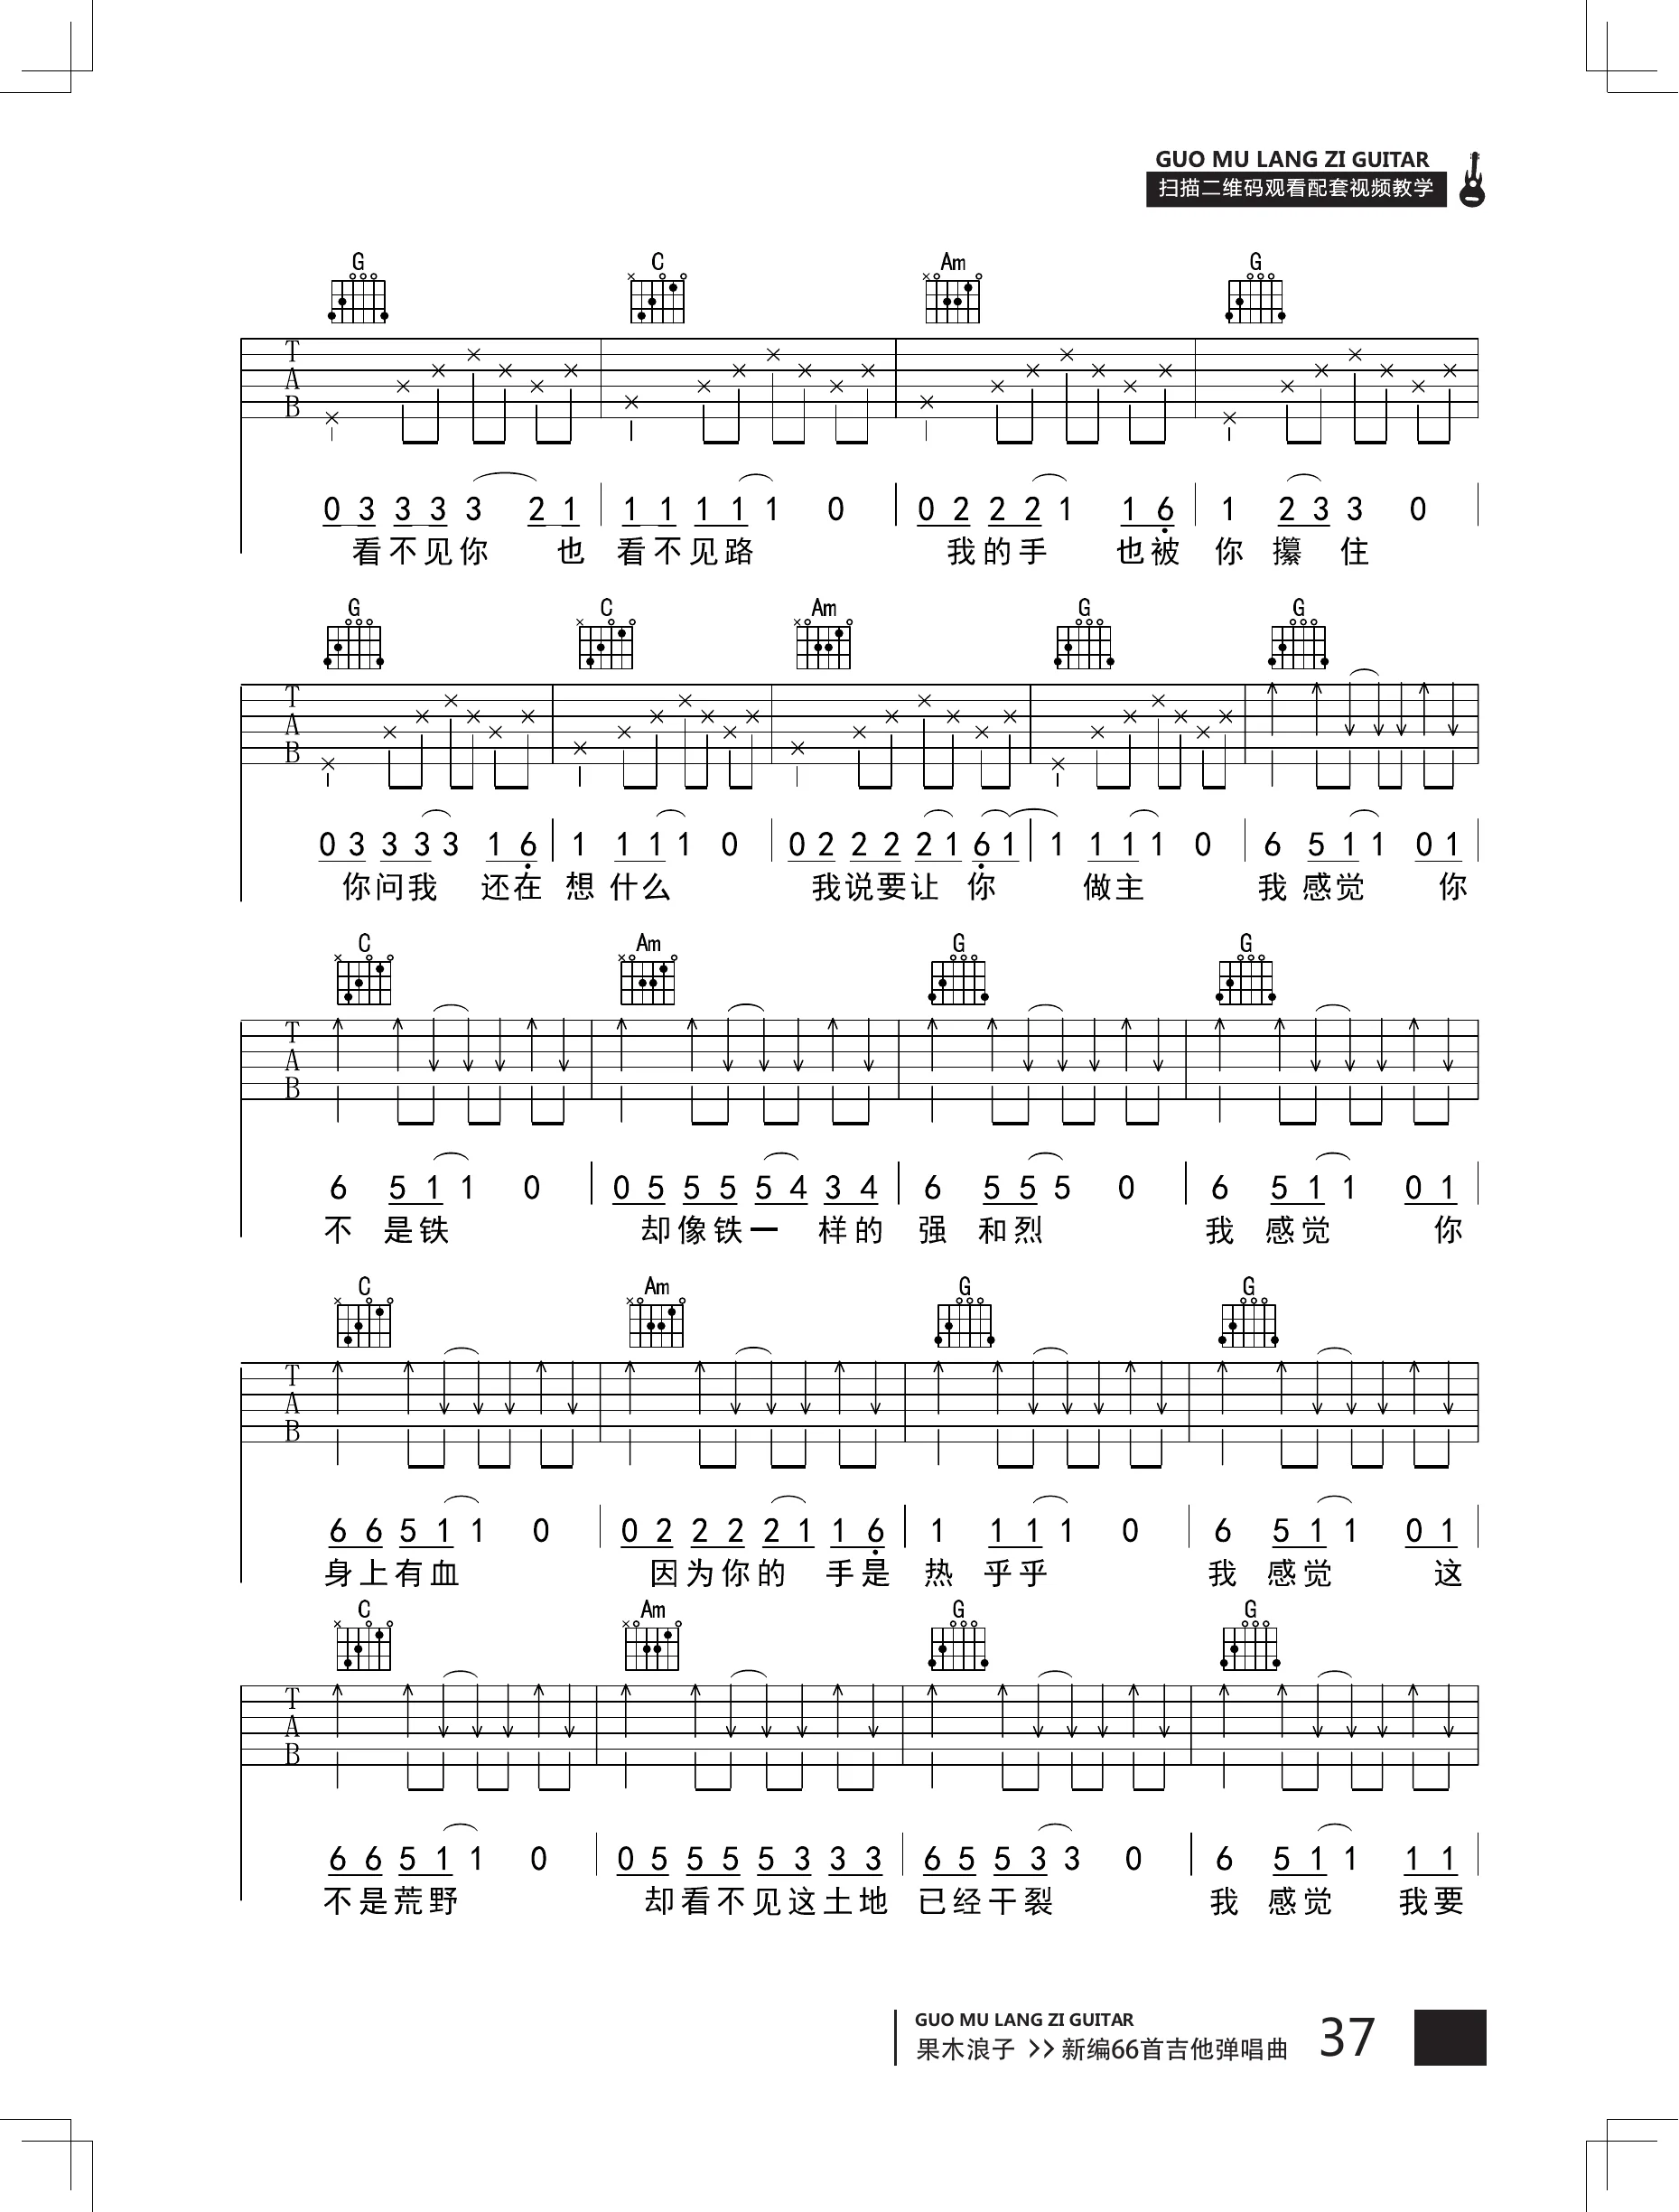 GUO MU LANG ZI GUITAR
扫描二维码观看配套视频教学
G C Am G
T
A
B
0 3 3 3 3 2 1 1 1 1 1 1 0 0 2 2 2 1 1 6 1 2 3 3 0
看不见你 也 看不见路 我的手 也被 你 攥 住
G C Am G G
T
A
B
0 3 3 3 3 1 6 1 1 1 1 0 0 2 2 2 2 1 6 1 1 1 1 1 0 6 5 1 1 0 1
你问我 还在 想 什么 我说要让 你 做主 我 感觉 你
C Am G G
T
A
B
6 5 1 1 0 0 5 5 5 5 4 3 4 6 5 5 5 0 6 5 1 1 0 1
不 是铁 却像铁一 样的 强 和烈 我 感觉 你
C Am G G
T
A
B
6 6 5 1 1 0 0 2 2 2 2 1 1 6 1 1 1 1 0 6 5 1 1 0 1
身上有血 因为你的 手是 热 乎乎 我 感觉 这
C Am G G
T
A
B
6 6 5 1 1 0 0 5 5 5 5 3 3 3 6 5 5 3 3 0 6 5 1 1 1 1
不是荒野 却看不见这土地 已经干裂 我 感觉 我要
GUO MU LANG ZI GUITAR
果木浪子 >> 新编66首吉他弹唱曲 37